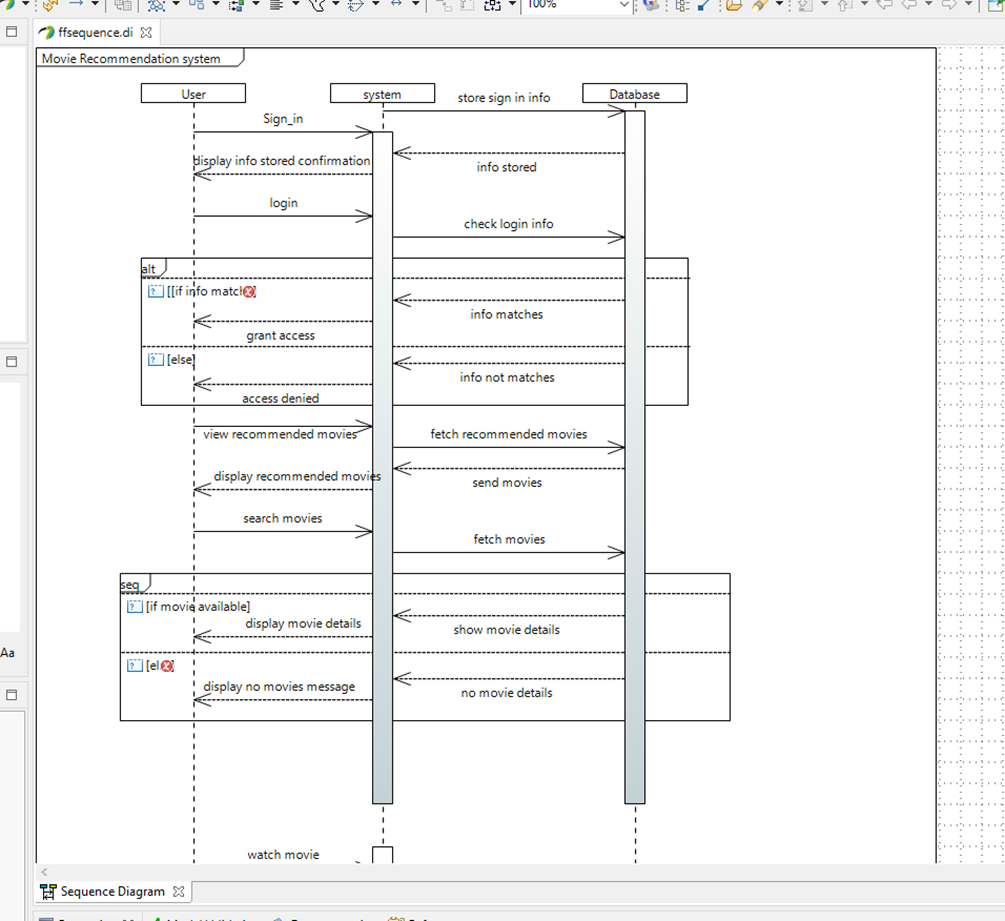 100%
ffsequence.di
Movie Recommendation system
User
system
Database
store sign in info
Sign_in
display info stored confirmation
info stored
login
check login info
alt
[[if info match
info matches
grant access
[else]
info not matches
access denied
view recommended movies
fetch recommended movies
display recommended movies
send movies
search movies
fetch movies
seq
[if movie available]
display movie details
show movie details
Aa
[el
display no movies message
no movie details
watch movie
Sequence Diagram